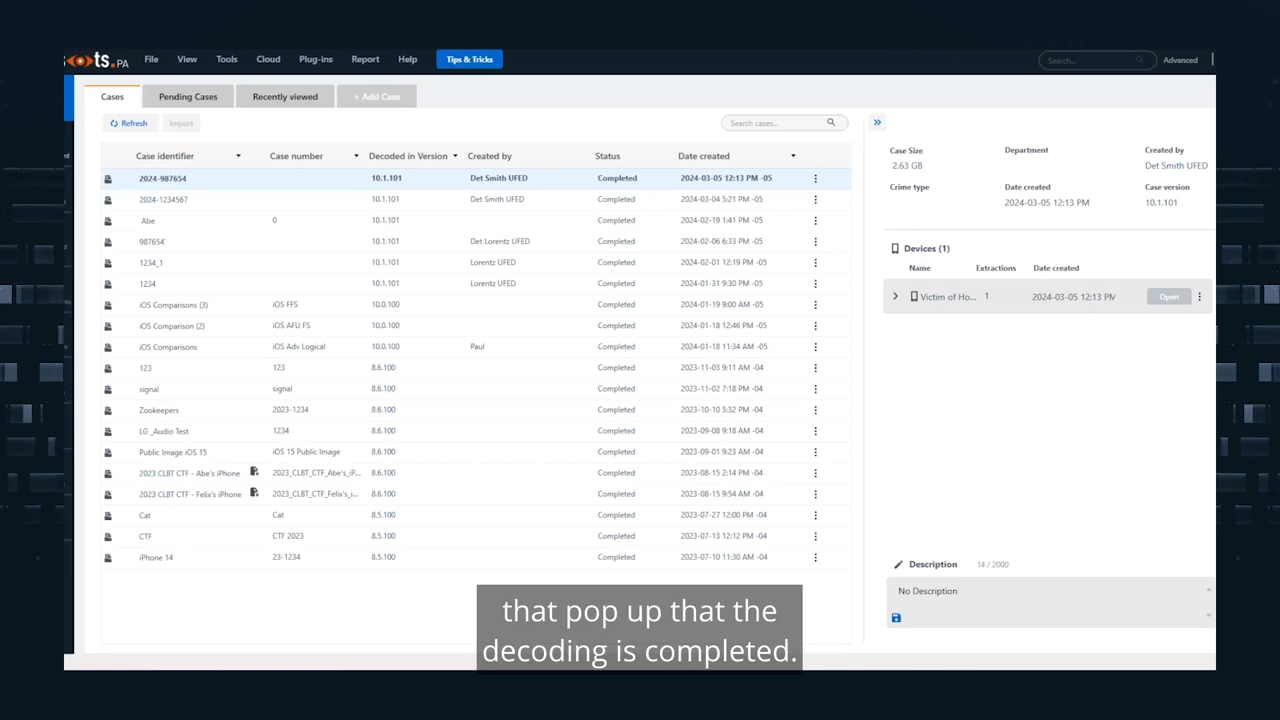 ts.PA File View Tools Cloud Plug-ins Report Help Tips & Tricks Search... Advanced
Cases Pending Cases Recently viewed + Add Case
Refresh Import Search cases...
Case identifier Case number Decoded in Version Created by Status Date created
2024-987654 10.1.101 Det Smith UFED Completed 2024-03-05 12:13 PM -05
2024-1234567 10.1.101 Det Smith UFED Completed 2024-03-04 5:21 PM -05
Abe 0 10.1.101 Completed 2024-02-19 1:41 PM -05
987654' 10.1.101 Det Lorentz UFED Completed 2024-02-06 6:33 PM -05
1234_1 10.1.101 Lorentz UFED Completed 2024-02-01 12:19 PM -05
1234 10.1.101 Lorentz UFED Completed 2024-01-31 9:30 PM -05
iOS Comparisons (3) iOS FFS 10.0.100 Completed 2024-01-19 9:00 AM -05
iOS Comparison (2) iOS AFU FS 10.0.100 Completed 2024-01-18 12:46 PM -05
iOS Comparisons iOS Adv Logical 10.0.100 Paul Completed 2024-01-18 11:34 AM -05
123 123 8.6.100 Completed 2023-11-03 9:11 AM -04
signal signal 8.6.100 Completed 2023-11-02 7:18 PM -04
Zookeepers 2023-1234 8.6.100 Completed 2023-10-10 5:32 PM -04
LG _Audio Test 1234 8.6.100 Completed 2023-09-08 9:18 AM -04
Public Image iOS 15 iOS 15 Public Image 8.6.100 Completed 2023-09-01 9:23 AM -04
2023 CLBT CTF - Abe's iPhone 2023_CLBT_CTF_Abe's_iP... 8.6.100 Completed 2023-08-15 2:14 PM -04
2023 CLBT CTF - Felix's iPhone 2023_CLBT_CTF_Felix's_i... 8.6.100 Completed 2023-08-15 9:54 AM -04
Cat Cat 8.5.100 Completed 2023-07-27 12:00 PM -04
CTF CTF 2023 8.5.100 Completed 2023-07-13 12:12 PM -04
iPhone 14 23-1234 8.5.100 Completed 2023-07-10 11:30 AM -04
Case Size Department Created by
2.63 GB Det Smith UFED
Crime type Date created Case version
2024-03-05 12:13 PM 10.1.101
Devices (1)
Name Extractions Date created
Victim of Ho... 1 2024-03-05 12:13 PM Open
Description 14 / 2000
No Description
that pop up that the
decoding is completed.